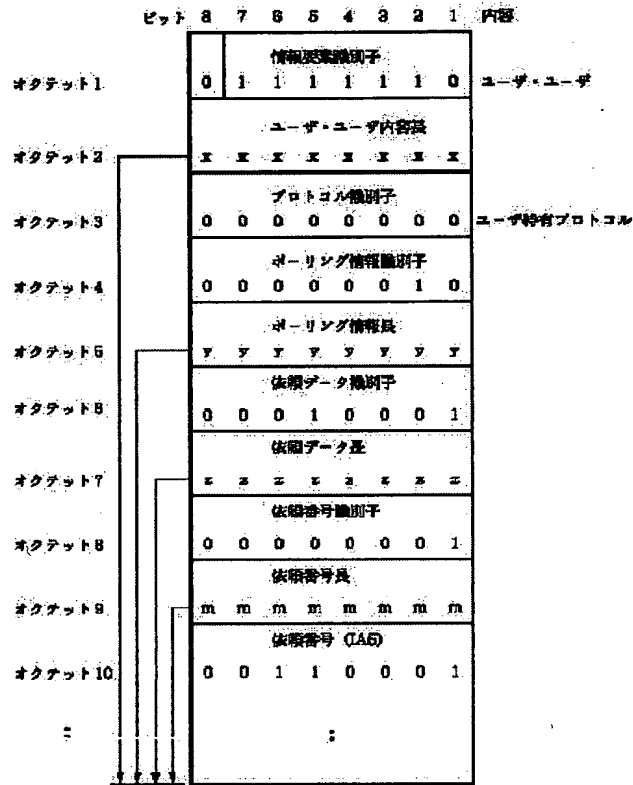 ビット 8 7 6 5 4 3 2 1 内容
情報要素識別子
オクテット1 0 1 1 1 1 1 1 0 ユーザ・ユーザ
ユーザ・ユーザ内容長
オクテット2 x x x x x x x x
プロトコル識別子
オクテット3 0 0 0 0 0 0 0 0 ユーザ特有プロトコル
ポーリング情報識別子
オクテット4 0 0 0 0 0 0 1 0
ポーリング情報長
オクテット5 y y y y y y y y
依頼データ識別子
オクテット6 0 0 0 1 0 0 0 1
依頼データ長
オクテット7 z z z z z z z z
依頼番号識別子
オクテット8 0 0 0 0 0 0 0 1
依頼番号長
オクテット9 m m m m m m m m
依頼番号 (IA5)
オクテット10 0 0 1 1 0 0 0 1
: :